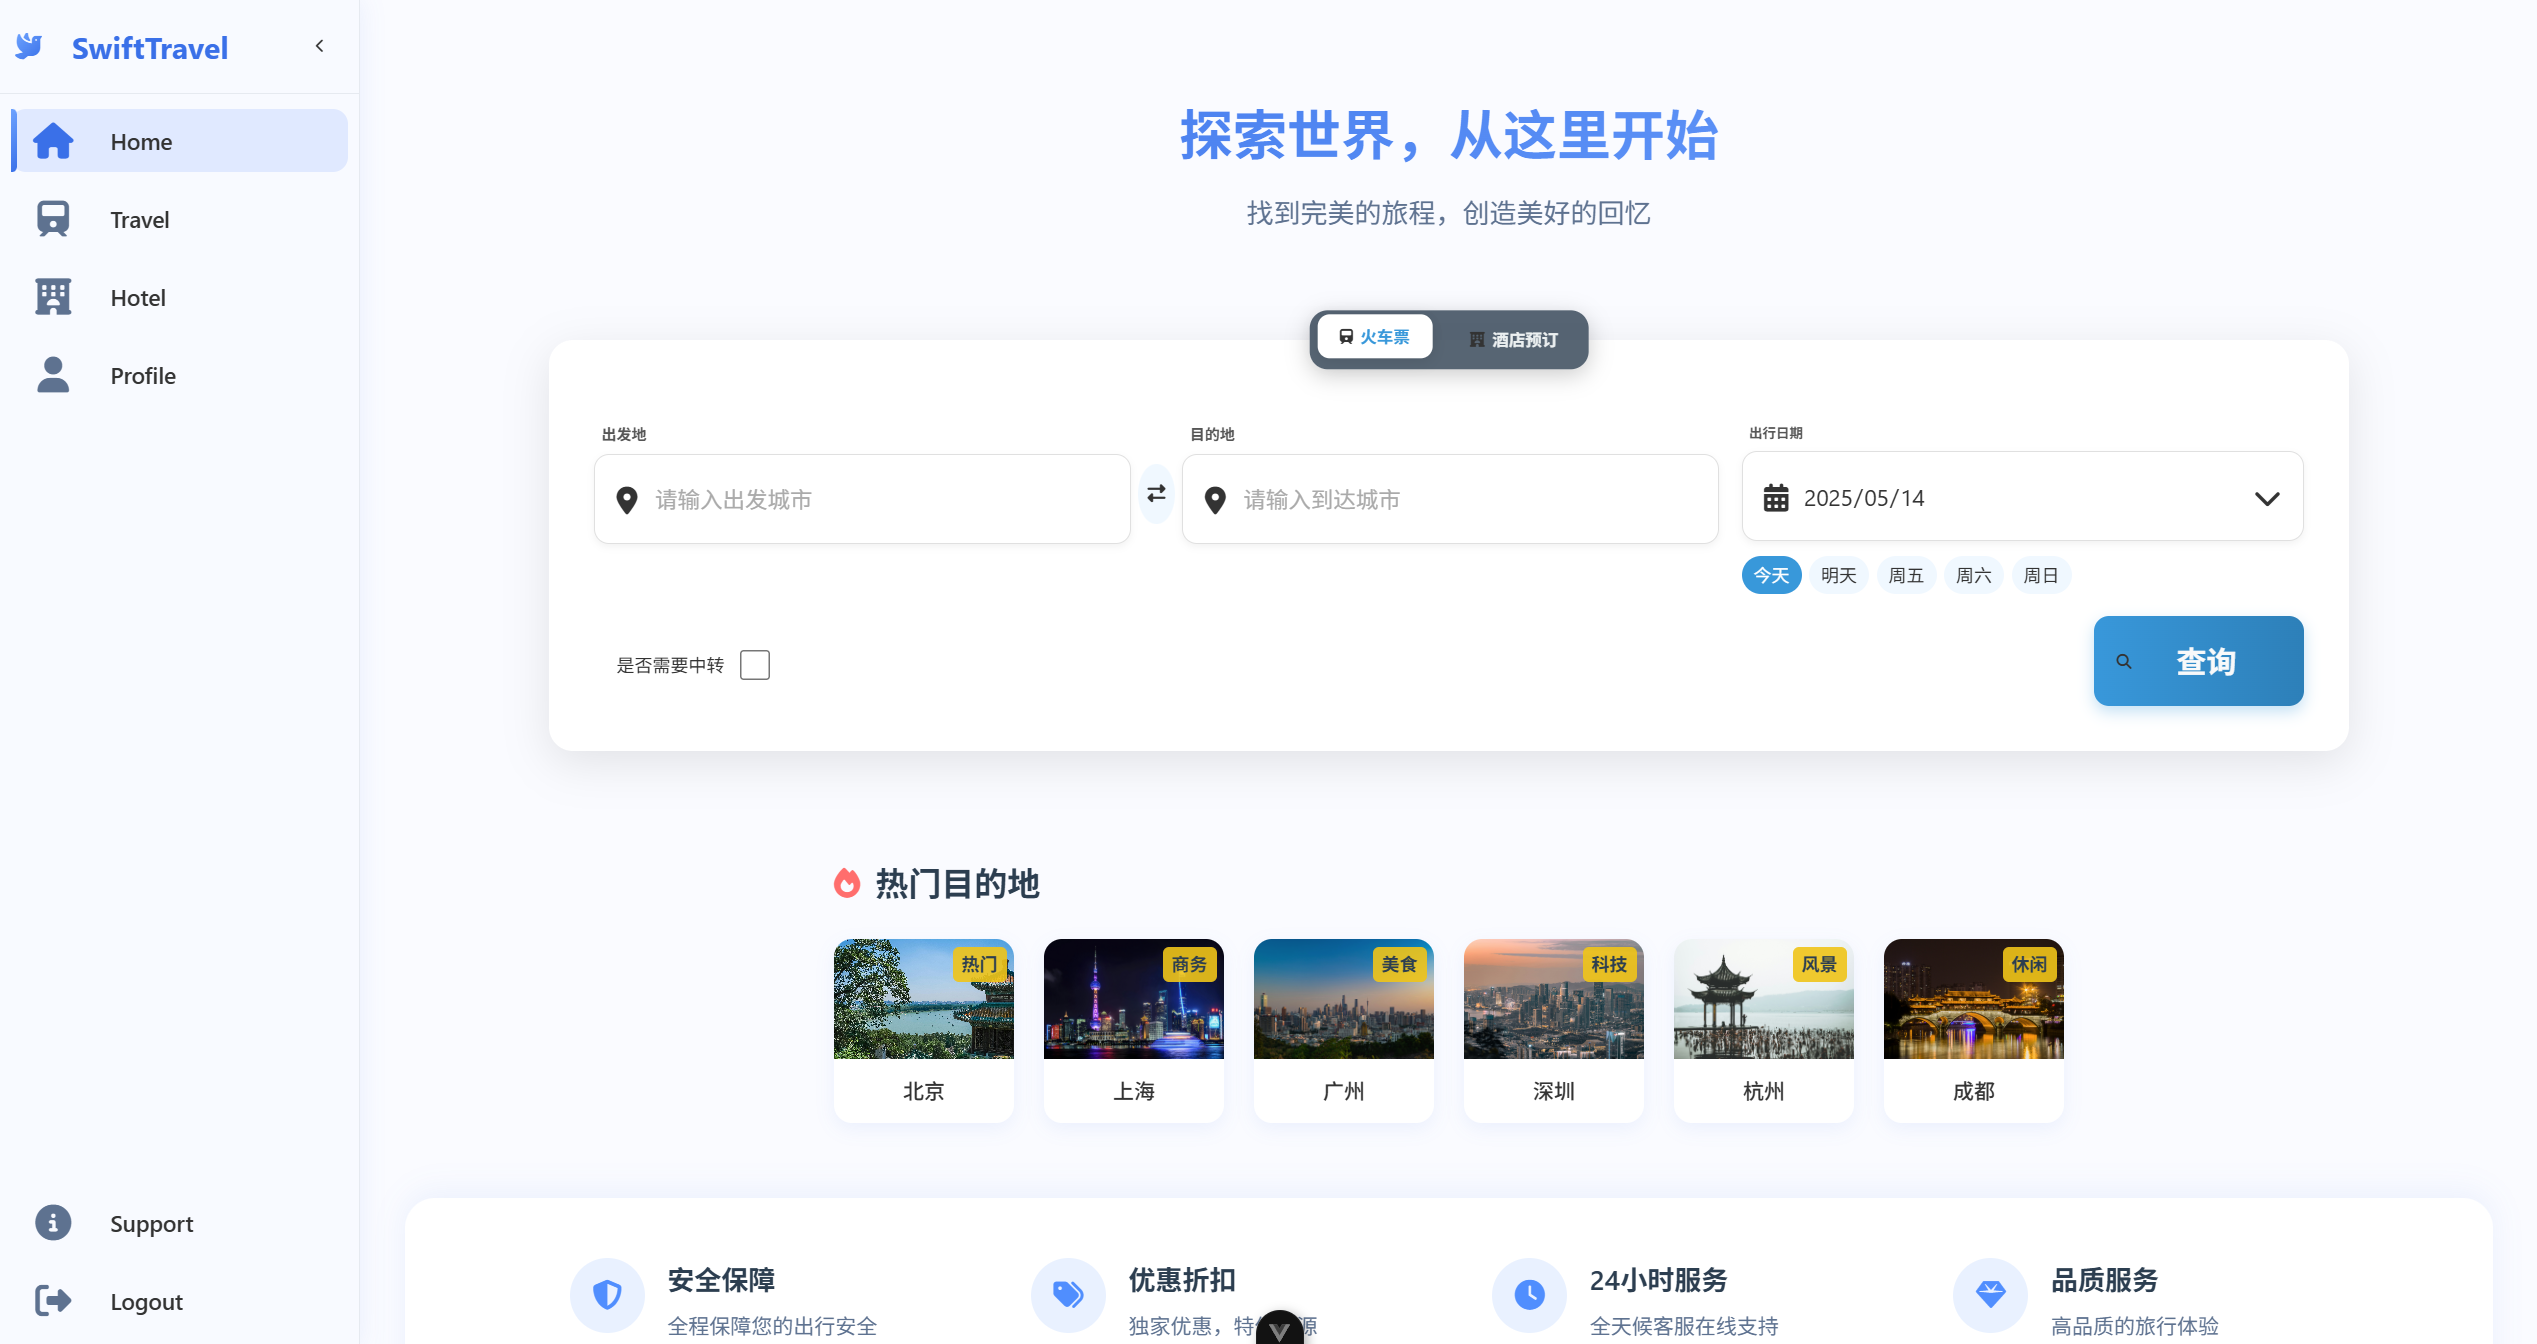 SwiftTravel
Home
Travel
Hotel
Profile
Support
Logout
探索世界，从这里开始
找到完美的旅程，创造美好的回忆
火车票
酒店预订
出发地
请输入出发城市
目的地
请输入到达城市
出行日期
2025/05/14
今天 明天 周五 周六 周日
是否需要中转
查询
热门目的地
热门
北京
商务
上海
美食
广州
科技
深圳
风景
杭州
休闲
成都
安全保障
全程保障您的出行安全
优惠折扣
独家优惠，特 源
24小时服务
全天候客服在线支持
品质服务
高品质的旅行体验